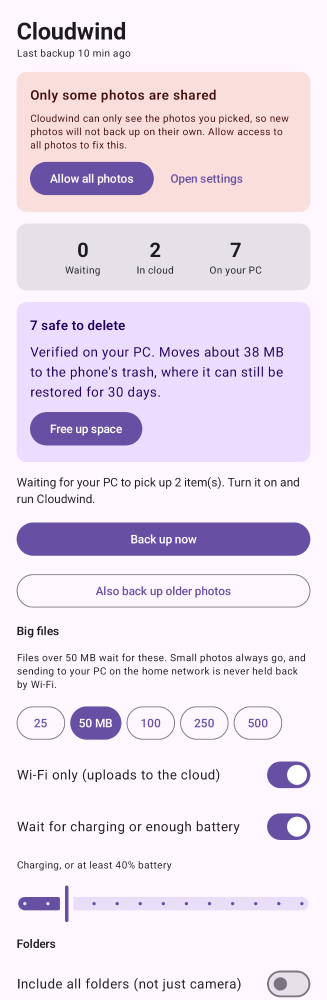 Cloudwind
Last backup 10 min ago
Only some photos are shared
Cloudwind can only see the photos you picked, so new
photos will not back up on their own. Allow access to
all photos to fix this.
Allow all photos
Open settings
0
2
7
Waiting
In cloud
On your PC
7 safe to delete
Verified on your PC. Moves about 38 MB
to the phone's trash, where it can still be
restored for 30 days.
Free up space
Waiting for your PC to pick up 2 item(s). Turn it on and
run Cloudwind.
Back up now
Also back up older photos
Big files
Files over 50 MB wait for these. Small photos always go, and
sending to your PC on the home network is never held back
by Wi-Fi.
25
50 MB
100
250
500
Wi-Fi only (uploads to the cloud)
Wait for charging or enough battery
Charging, or at least 40% battery
Folders
Include all folders (not just camera)